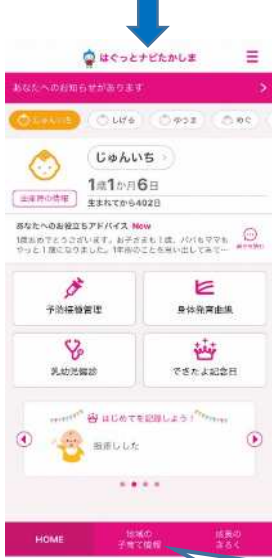 はぐっとナビたかしま
あなたへのお知らせがあります
じゅんいち しげる ゆうま めぐ
じゅんいち
1歳1か月6日
出産時の情報
生まれてから402日
あなたへのお役立ちアドバイス New
1歳おめでとうございます。お子さまも1歳、パパもママも
やっと1歳になりました。1年前のことを思い出してみて…
予防接種管理
身体発育曲線
乳幼児健診
できたよ記念日
はじめてを記録しよう!
指差しした
HOME
地域の
子育て情報
成長の
きろく